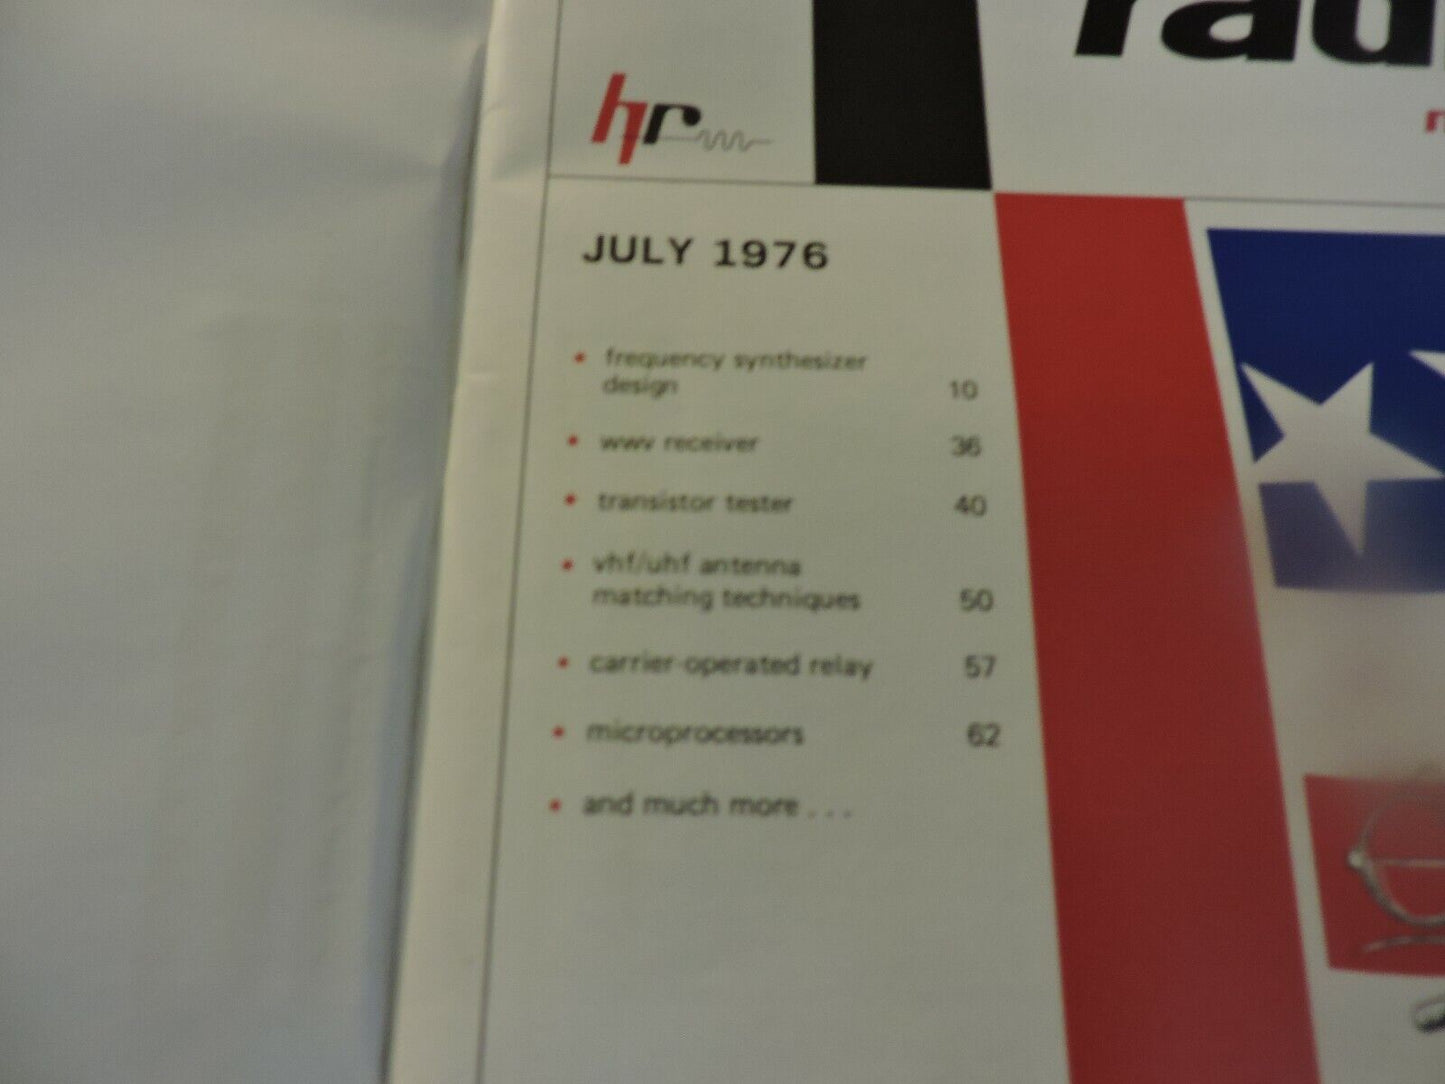 hr
JULY 1976
• frequency synthesizer
design 10
• wwv receiver 36
• transistor tester 40
• vhf/uhf antenna
matching techniques 50
• carrier-operated relay 57
• microprocessors 62
• and much more . . .